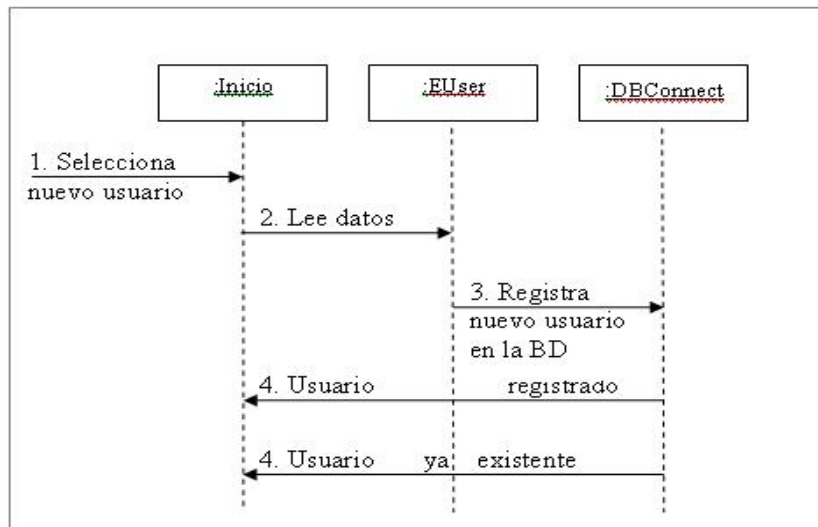 :Inicio
:EUser
:DBConnect
1. Selecciona
nuevo usuario
2. Lee datos
3. Registra
nuevo usuario
en la BD
4. Usuario registrado
4. Usuario ya existente